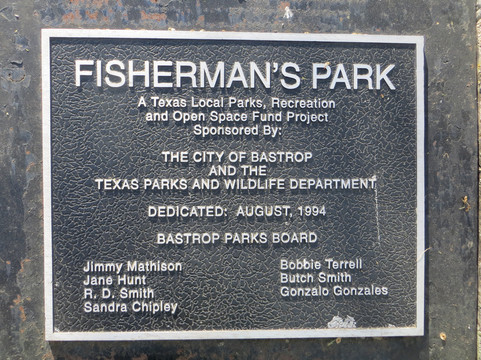 FISHERMAN'S PARK
A Texas Local Parks, Recreation
and Open Space Fund Project
Sponsored By:
THE CITY OF BASTROP
AND THE
TEXAS PARKS AND WILDLIFE DEPARTMENT
DEDICATED: AUGUST, 1994
BASTROP PARKS BOARD
Jimmy Mathison
Jane Hunt
R. D. Smith
Sandra Chipley
Bobbie Terrell
Butch Smith
Gonzalo Gonzales